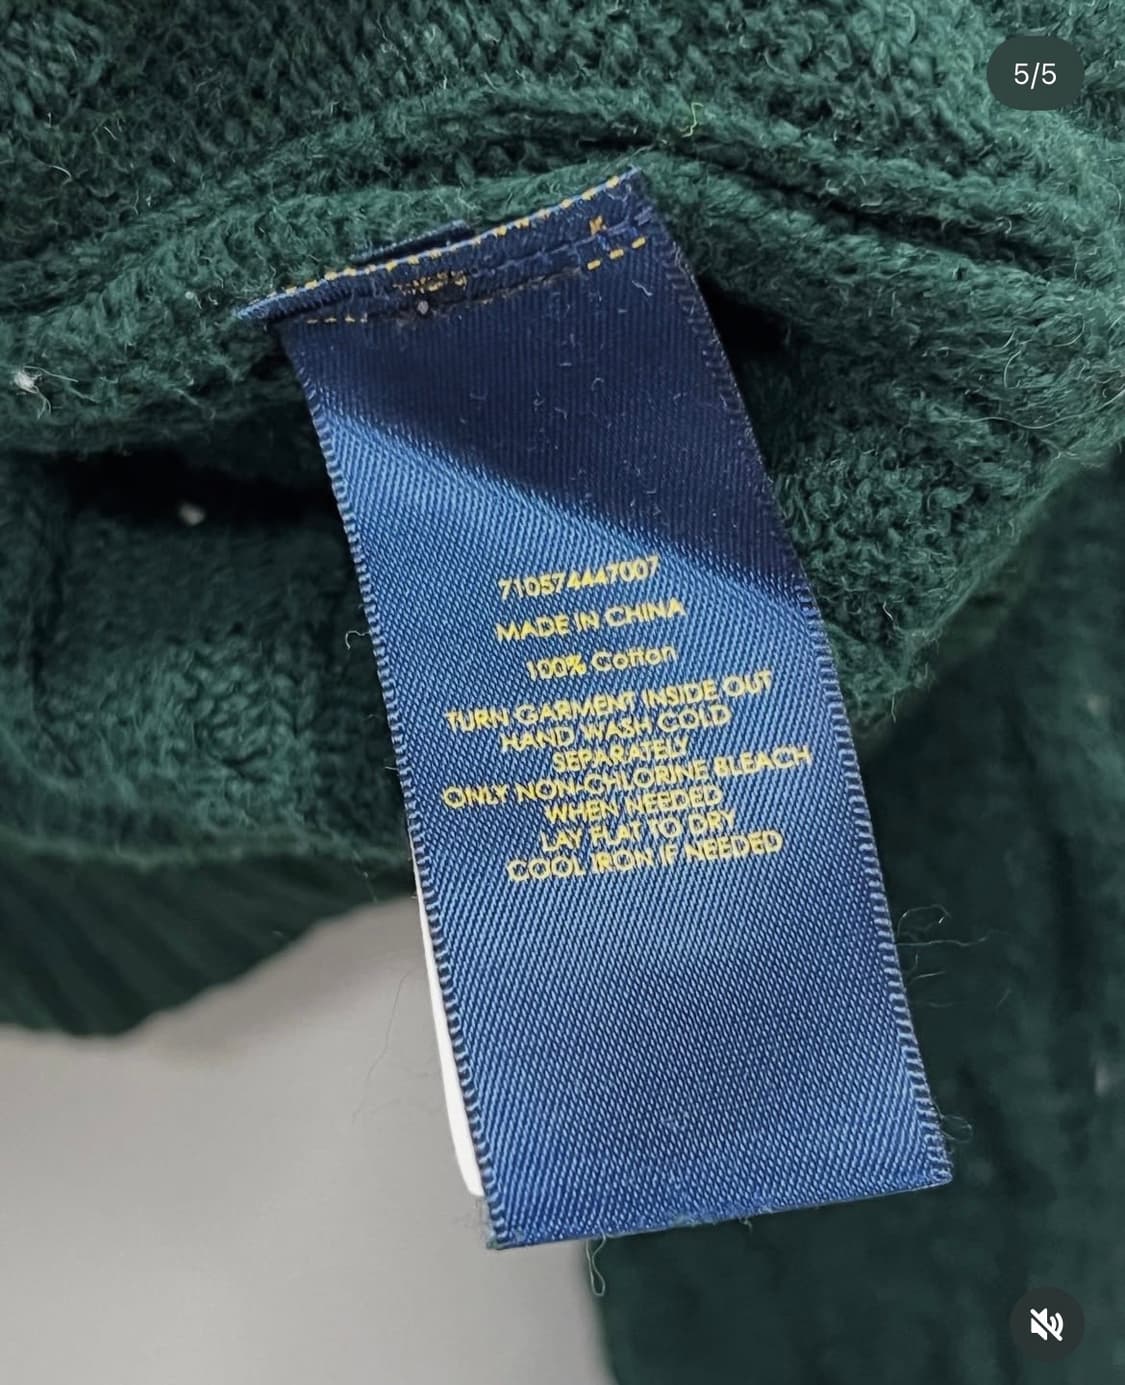 5/5
710574447007
MADE IN CHINA
100% Cotton
TURN GARMENT INSIDE OUT
HAND WASH COLD
SEPARATELY
ONLY NON-CHLORINE BLEACH
WHEN NEEDED
LAY FLAT TO DRY
COOL IRON IF NEEDED